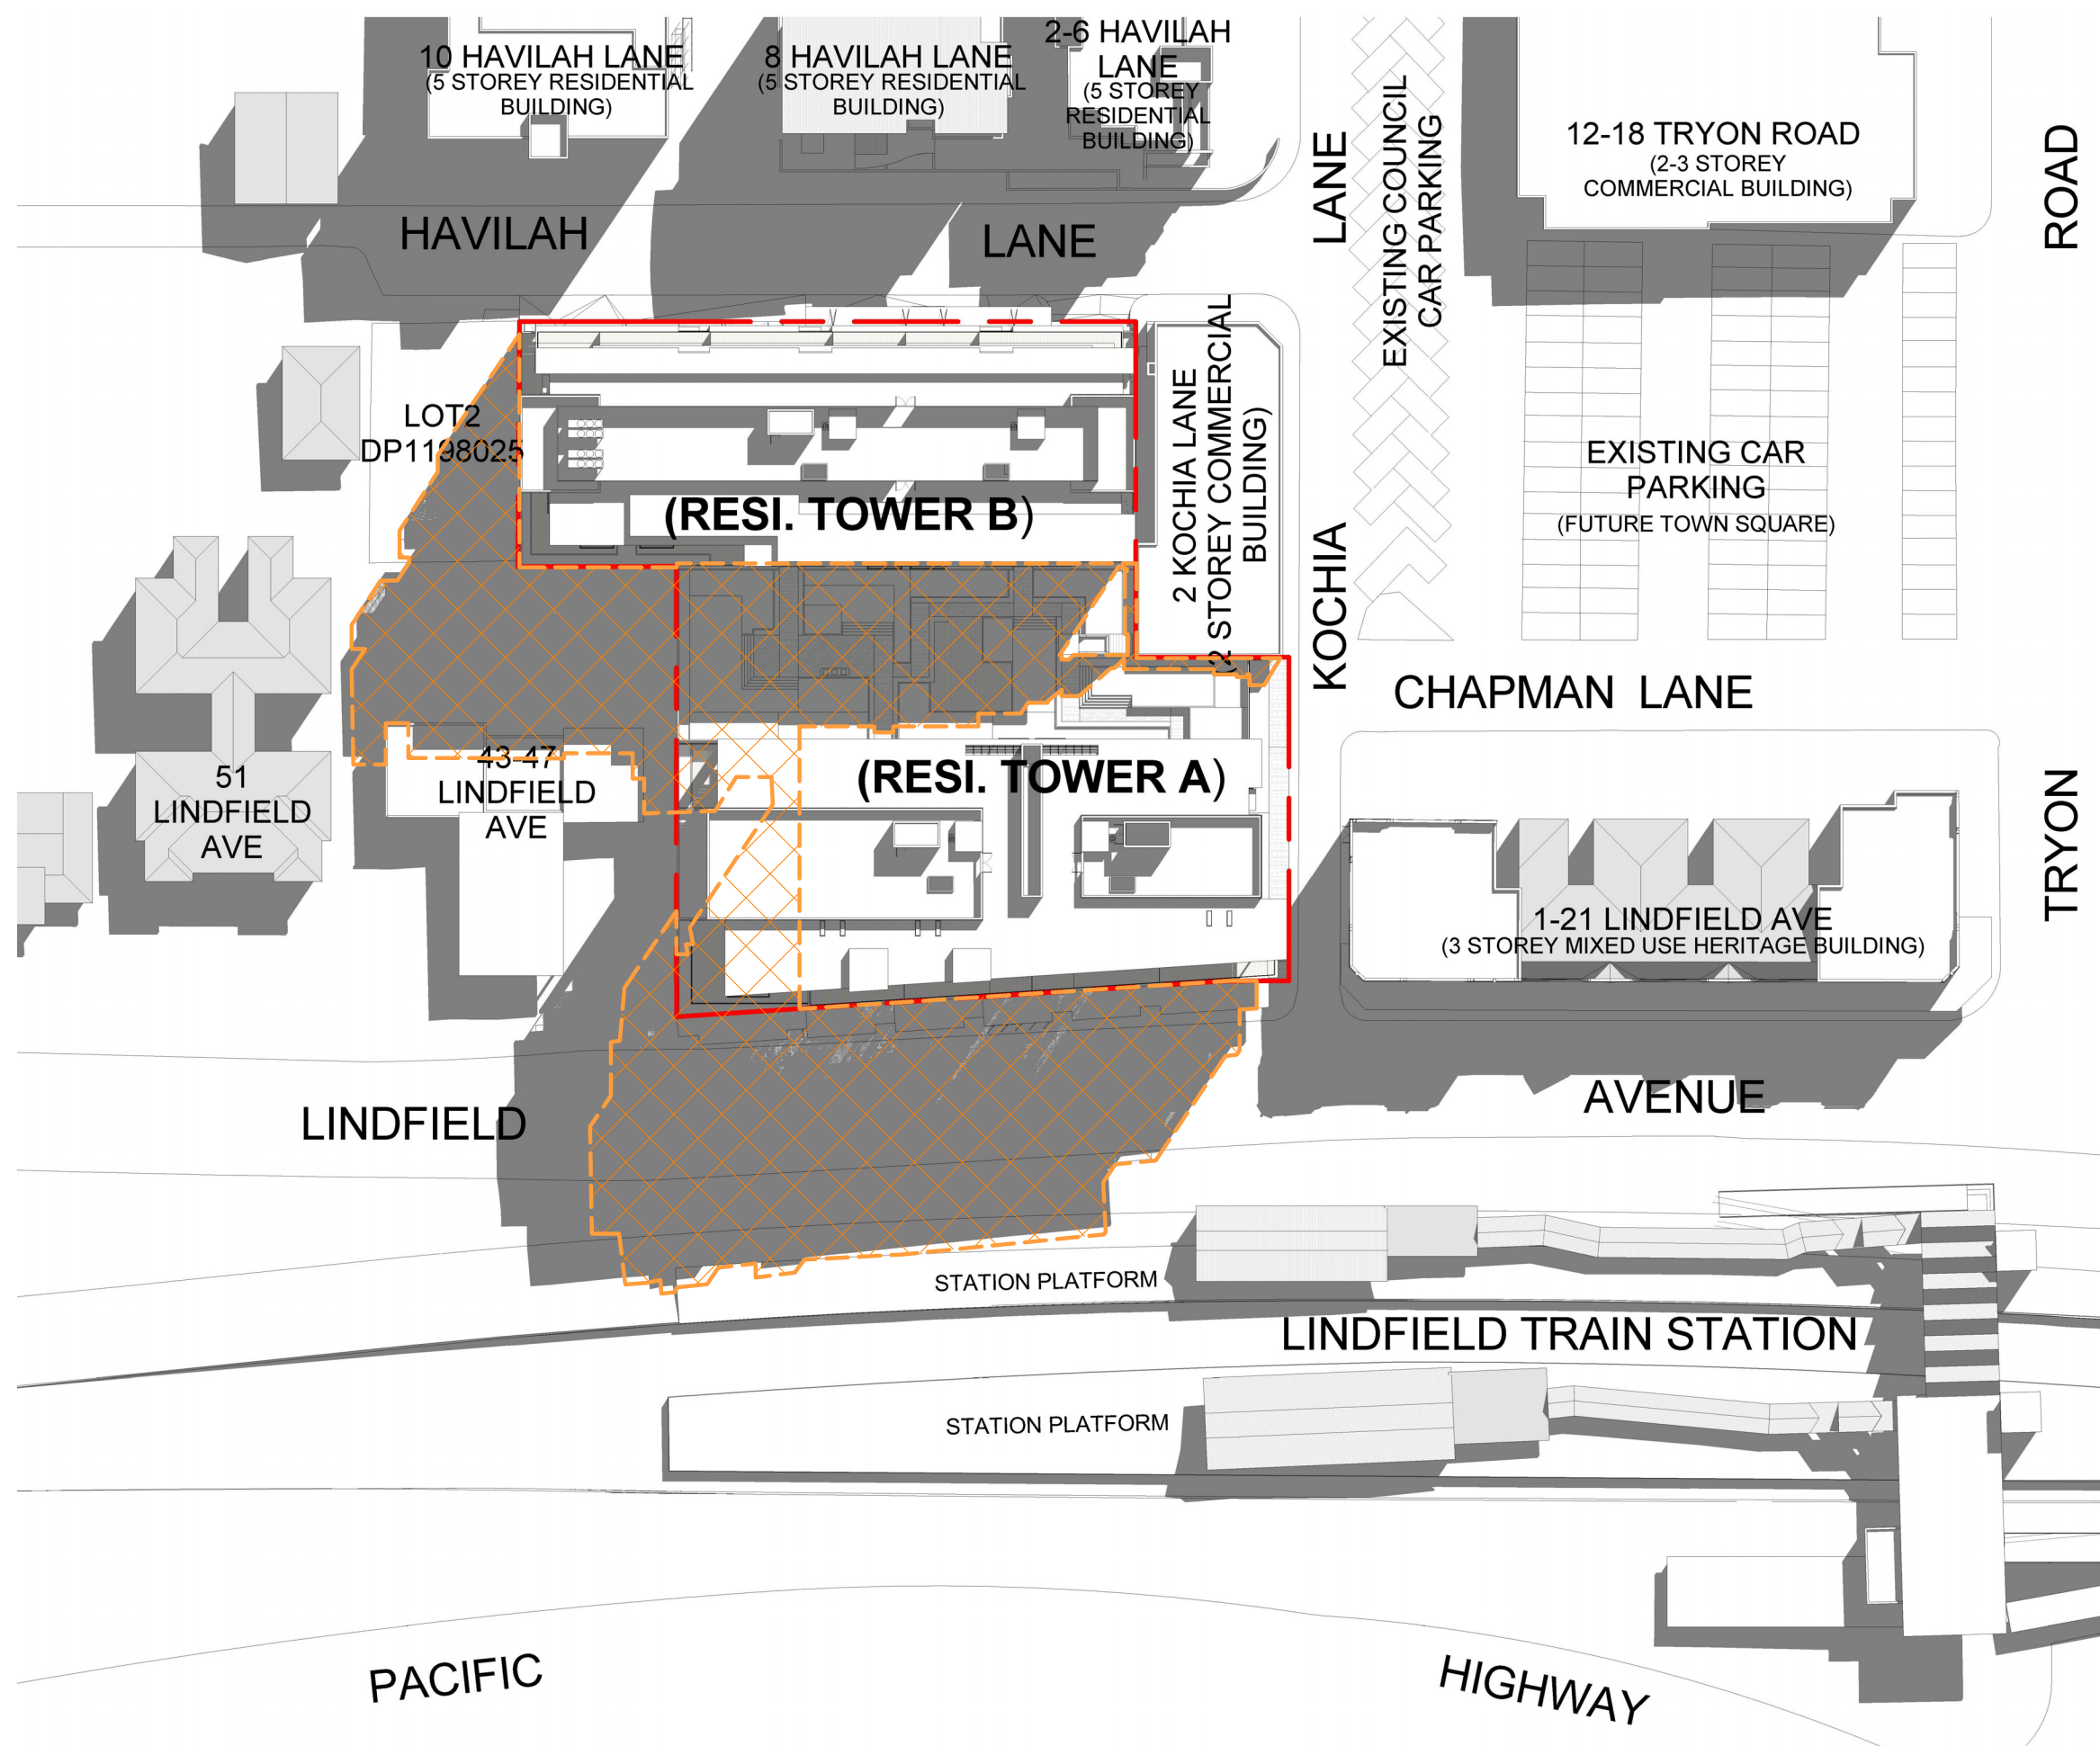 10 HAVILAH LANE
(5 STOREY RESIDENTIAL
BUILDING)
8 HAVILAH LANE
(5 STOREY RESIDENTIAL
BUILDING)
2-6 HAVILAH
LANE
(5 STOREY
RESIDENTIAL
BUILDING)
EXISTING COUNCIL
CAR PARKING
12-18 TRYON ROAD
(2-3 STOREY
COMMERCIAL BUILDING)
ROAD
HAVILAH
LANE
LANE
LOT2
DP1198025
2 KOCHIA LANE
(2 STOREY COMMERCIAL
BUILDING)
EXISTING CAR
PARKING
(FUTURE TOWN SQUARE)
(RESI. TOWER B)
KOCHIA
CHAPMAN LANE
51
LINDFIELD
AVE
43-47
LINDFIELD
AVE
(RESI. TOWER A)
TRYON
1-21 LINDFIELD AVE
(3 STOREY MIXED USE HERITAGE BUILDING)
LINDFIELD
AVENUE
STATION PLATFORM
LINDFIELD TRAIN STATION
STATION PLATFORM
PACIFIC
HIGHWAY